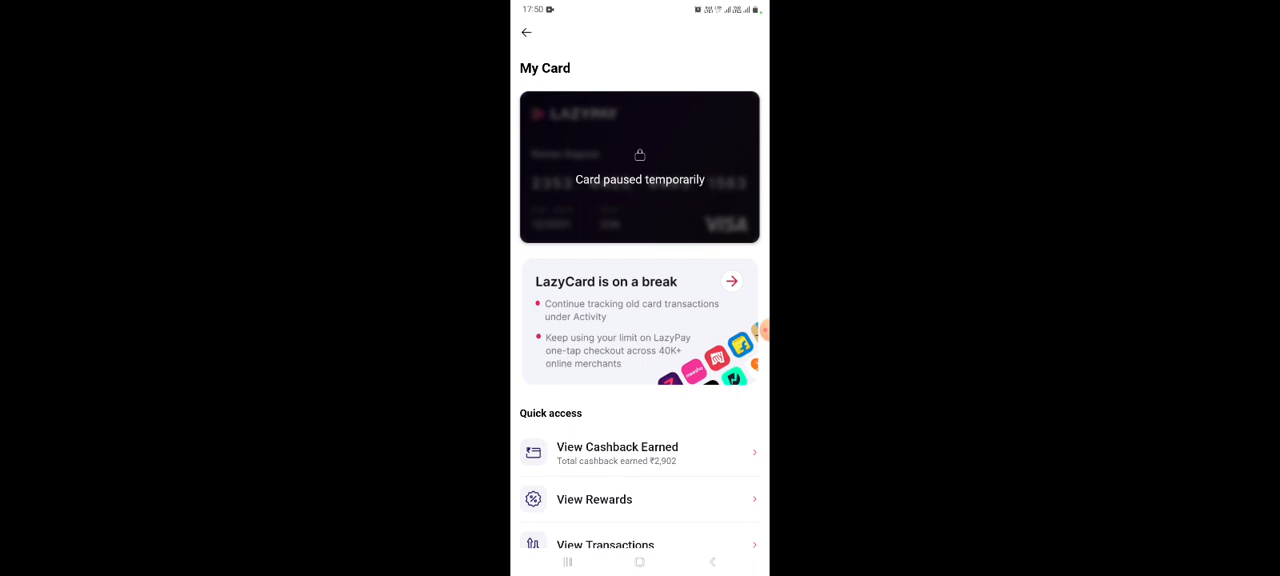 17:50
My Card
LAZYPAY
Card paused temporarily
VISA
LazyCard is on a break
Continue tracking old card transactions
under Activity
Keep using your limit on LazyPay
one-tap checkout across 40K+
online merchants
Quick access
View Cashback Earned
Total cashback earned ₹2,902
View Rewards
View Transactions